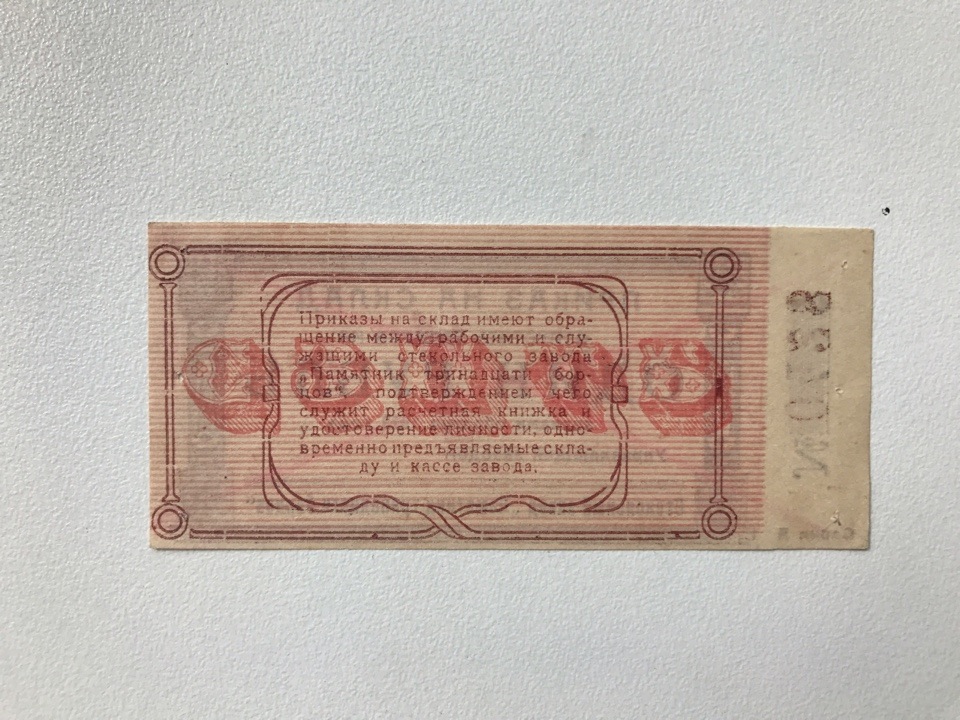 Приказы на склад имеют обра-
щение между рабочими и слу-
жащими стекольного завода
„Памятник тринадцати бор-
цов" подтверждением чего
служит расчетная книжка и
удостоверение личности, одно-
временно предъявляемые скла-
ду и кассе завода.